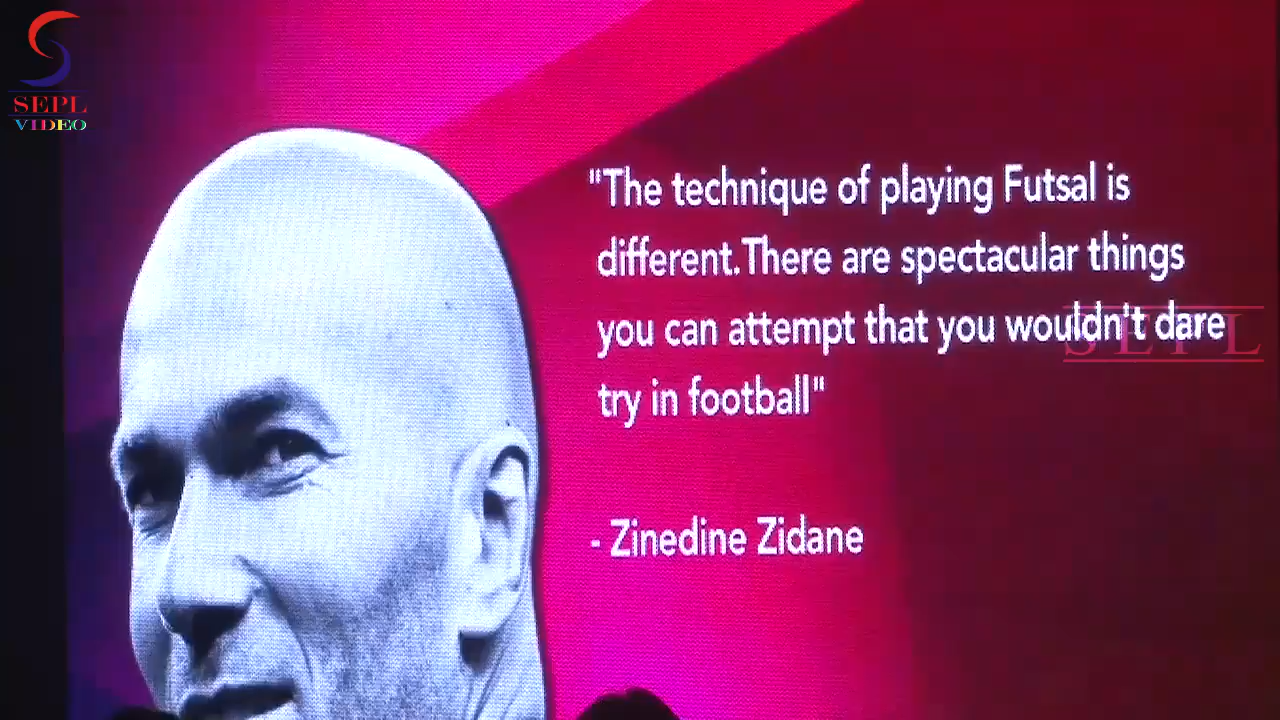 SEPL
VIDEO
"The technique of playing Futsal is
different.There are spectacular things
you can attempt that you wouldn't dare
try in football"
- Zinedine Zidane
SEPL